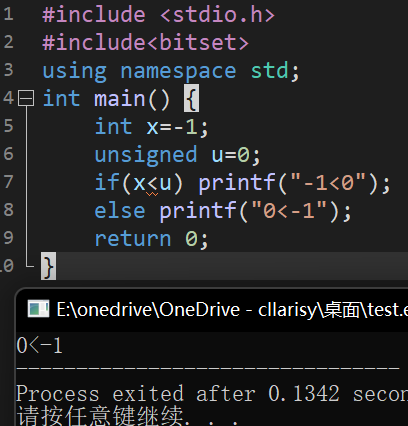 1 #include <stdio.h>
2 #include<bitset>
3 using namespace std;
4 int main() {
5 int x=-1;
6 unsigned u=0;
7 if(x<u) printf("-1<0");
8 else printf("0<-1");
9 return 0;
10 }
E:\onedrive\OneDrive - cllarisy\桌面\test.e
0<-1
--------------------------------
Process exited after 0.1342 secon
请按任意键继续. . .